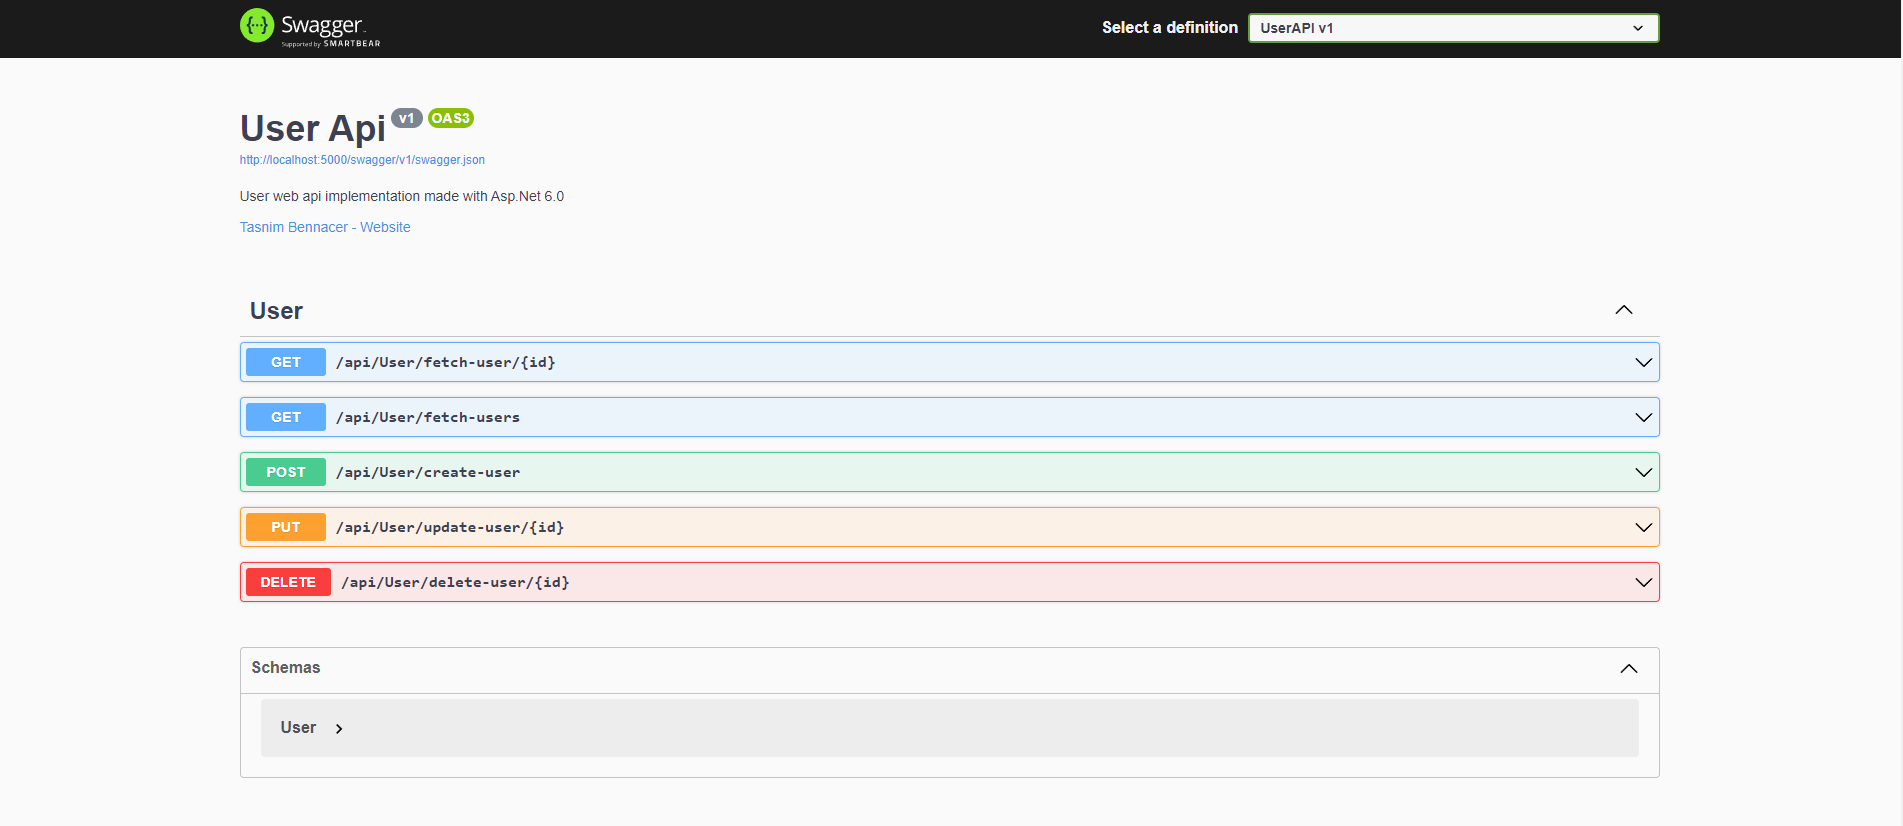 Swagger
Supported by SMARTBEAR
Select a definition
UserAPI v1
User Api v1 OAS3
http://localhost:5000/swagger/v1/swagger.json
User web api implementation made with Asp.Net 6.0
Tasnim Bennacer - Website
User
GET /api/User/fetch-user/{id}
GET /api/User/fetch-users
POST /api/User/create-user
PUT /api/User/update-user/{id}
DELETE /api/User/delete-user/{id}
Schemas
User